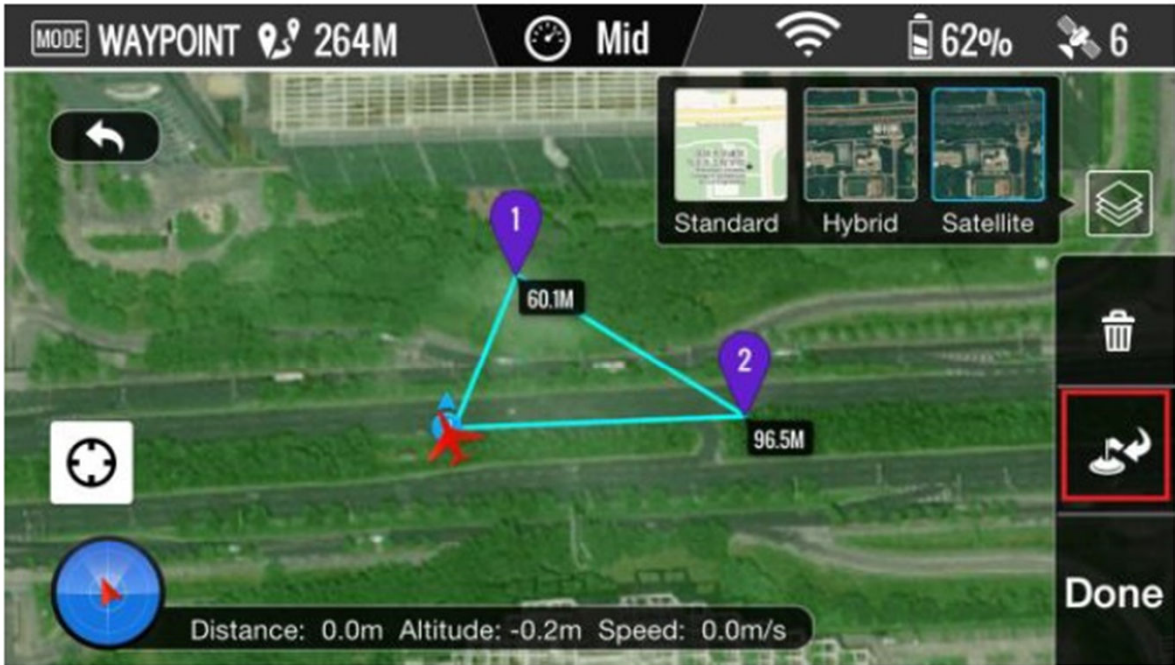 MODE WAYPOINT 264M Mid 62% 6
Standard Hybrid Satellite
1
60.1M
2
96.5M
Done
Distance: 0.0m Altitude: -0.2m Speed: 0.0m/s